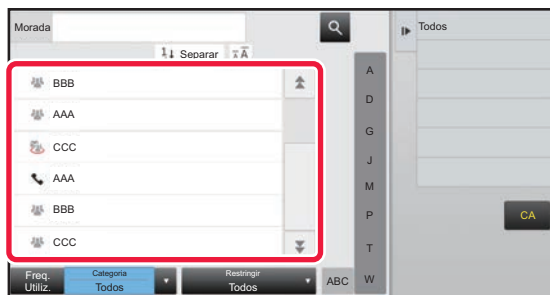 Morada
Todos
Separar
BBB
AAA
CCC
AAA
BBB
CCC
A
D
G
J
M
P
T
W
CA
Freq.
Utiliz.
Categoria
Todos
Restringir
Todos
ABC